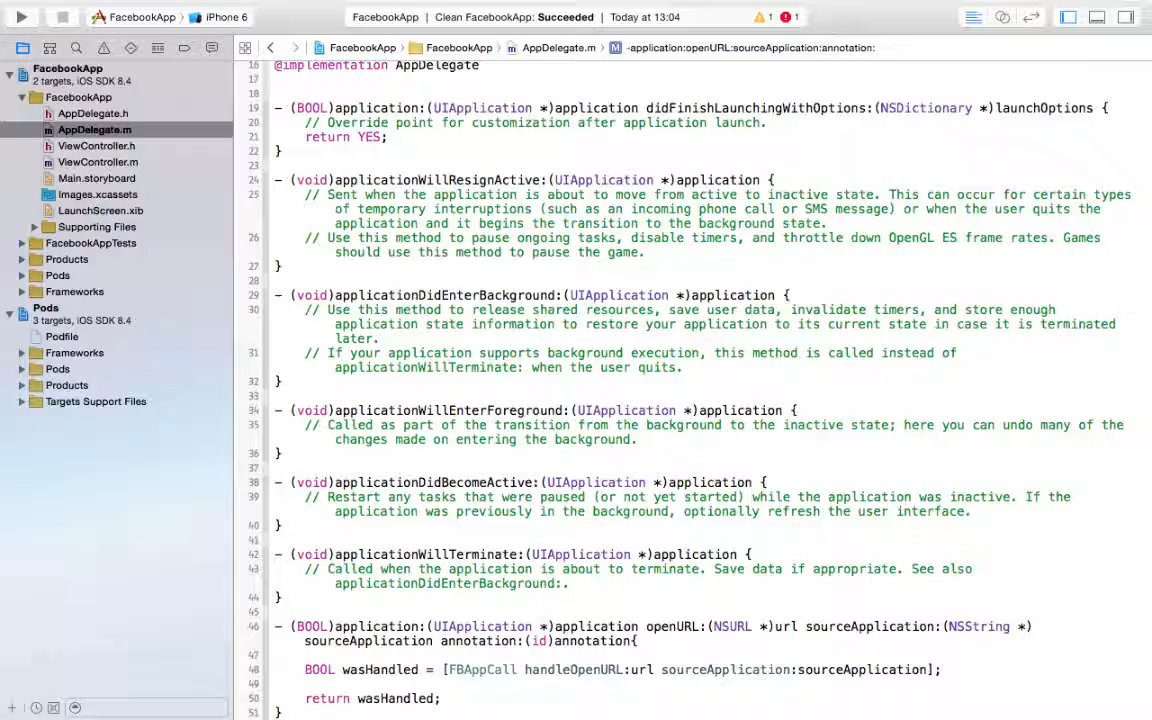 FacebookApp
iPhone 6
FacebookApp | Clean FacebookApp: Succeeded | Today at 13:04
1
1
FacebookApp
FacebookApp
AppDelegate.m
M
-application:openURL:sourceApplication:annotation:
FacebookApp
2 targets, iOS SDK 8.4
FacebookApp
h AppDelegate.h
m AppDelegate.m
h ViewController.h
m ViewController.m
Main.storyboard
Images.xcassets
LaunchScreen.xib
Supporting Files
FacebookAppTests
Products
Pods
Frameworks
Pods
3 targets, iOS SDK 8.4
Podfile
Frameworks
Pods
Products
Targets Support Files
16 @implementation AppDelegate
17
18
19 - (BOOL)application:(UIApplication *)application didFinishLaunchingWithOptions:(NSDictionary *)launchOptions {
20 // Override point for customization after application launch.
21 return YES;
22 }
23
24 - (void)applicationWillResignActive:(UIApplication *)application {
25 // Sent when the application is about to move from active to inactive state. This can occur for certain types
of temporary interruptions (such as an incoming phone call or SMS message) or when the user quits the
application and it begins the transition to the background state.
26 // Use this method to pause ongoing tasks, disable timers, and throttle down OpenGL ES frame rates. Games
should use this method to pause the game.
27 }
28
29 - (void)applicationDidEnterBackground:(UIApplication *)application {
30 // Use this method to release shared resources, save user data, invalidate timers, and store enough
application state information to restore your application to its current state in case it is terminated
later.
31 // If your application supports background execution, this method is called instead of
applicationWillTerminate: when the user quits.
32 }
33
34 - (void)applicationWillEnterForeground:(UIApplication *)application {
35 // Called as part of the transition from the background to the inactive state; here you can undo many of the
changes made on entering the background.
36 }
37
38 - (void)applicationDidBecomeActive:(UIApplication *)application {
39 // Restart any tasks that were paused (or not yet started) while the application was inactive. If the
application was previously in the background, optionally refresh the user interface.
40 }
41
42 - (void)applicationWillTerminate:(UIApplication *)application {
43 // Called when the application is about to terminate. Save data if appropriate. See also
applicationDidEnterBackground:.
44 }
45
46 - (BOOL)application:(UIApplication *)application openURL:(NSURL *)url sourceApplication:(NSString *)
sourceApplication annotation:(id)annotation{
47
48 BOOL wasHandled = [FBAppCall handleOpenURL:url sourceApplication:sourceApplication];
49
50 return wasHandled;
51 }